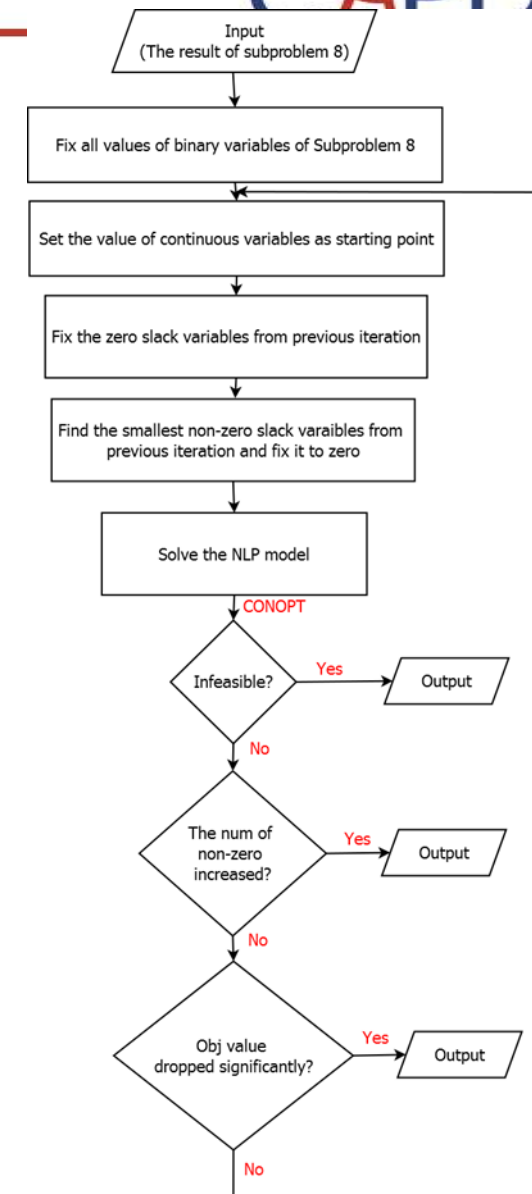 Input
(The result of subproblem 8)
Fix all values of binary variables of Subproblem 8
Set the value of continuous variables as starting point
Fix the zero slack variables from previous iteration
Find the smallest non-zero slack varaibles from
previous iteration and fix it to zero
Solve the NLP model
CONOPT
Infeasible?
Yes
Output
No
The num of
non-zero
increased?
Yes
Output
No
Obj value
dropped significantly?
Yes
Output
No